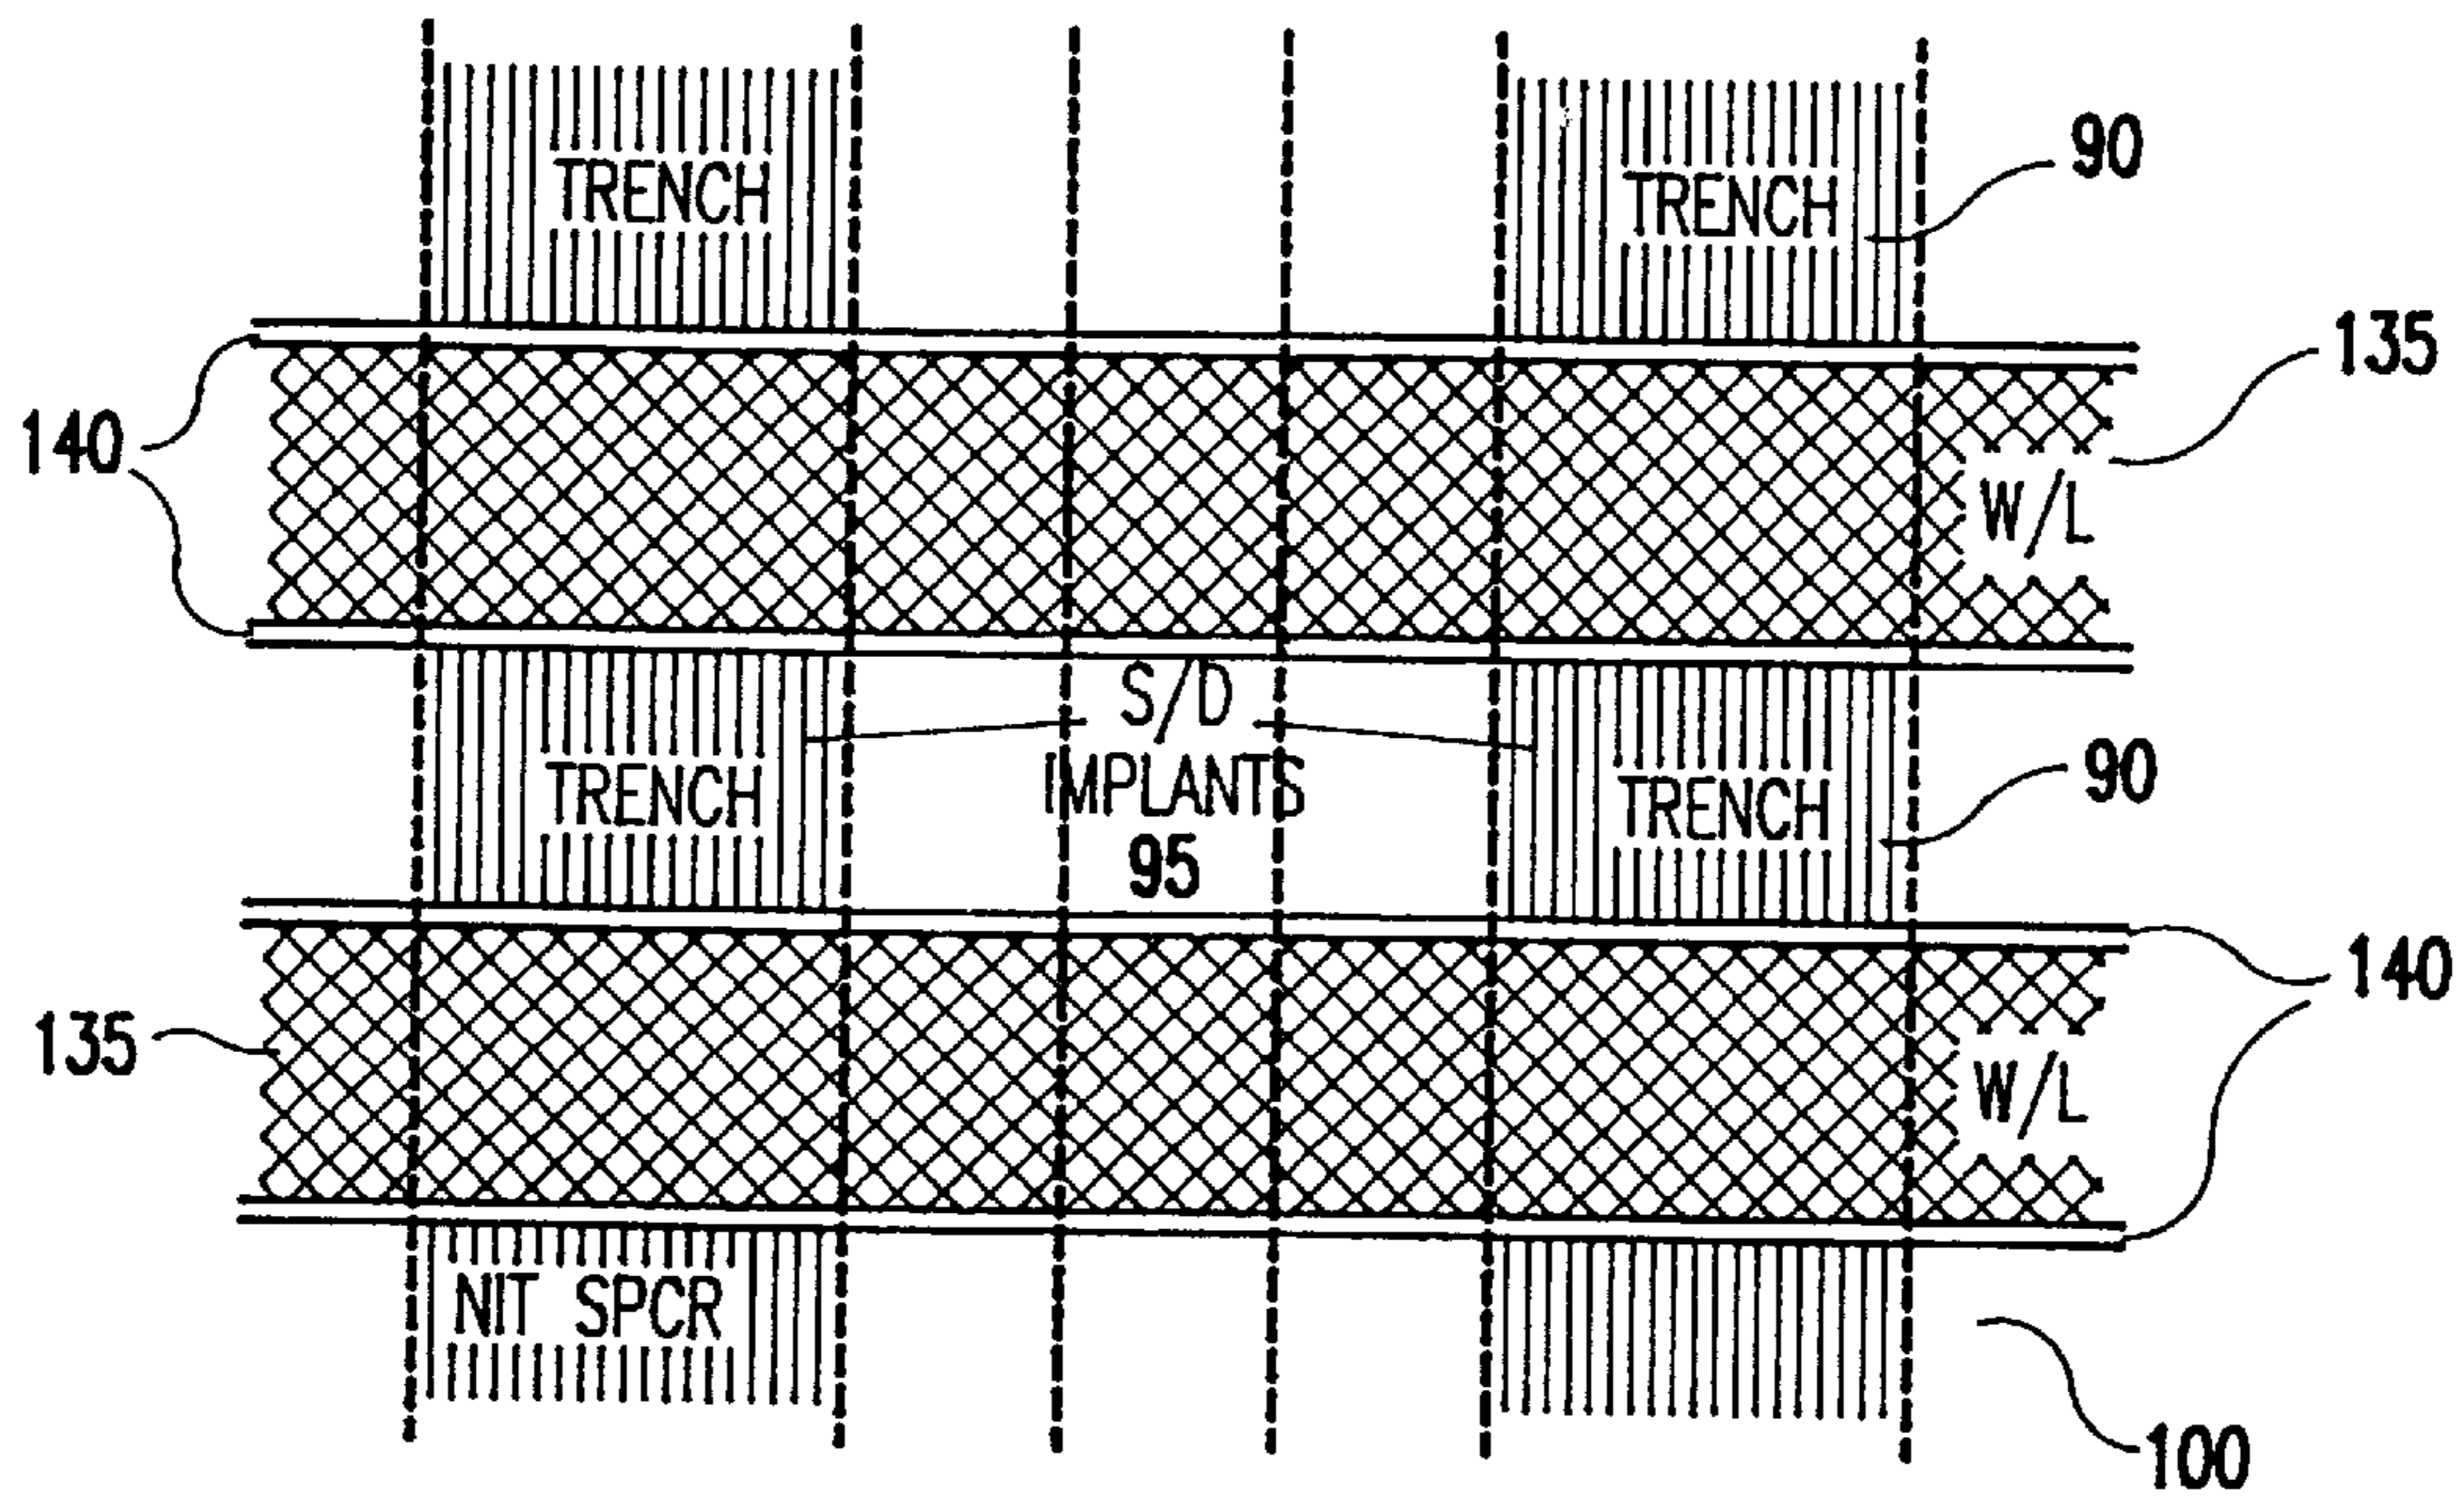 TRENCH
TRENCH
90
135
140
W/L
S/D
IMPLANTS
95
TRENCH
TRENCH
90
140
135
W/L
NIT SPCR
100